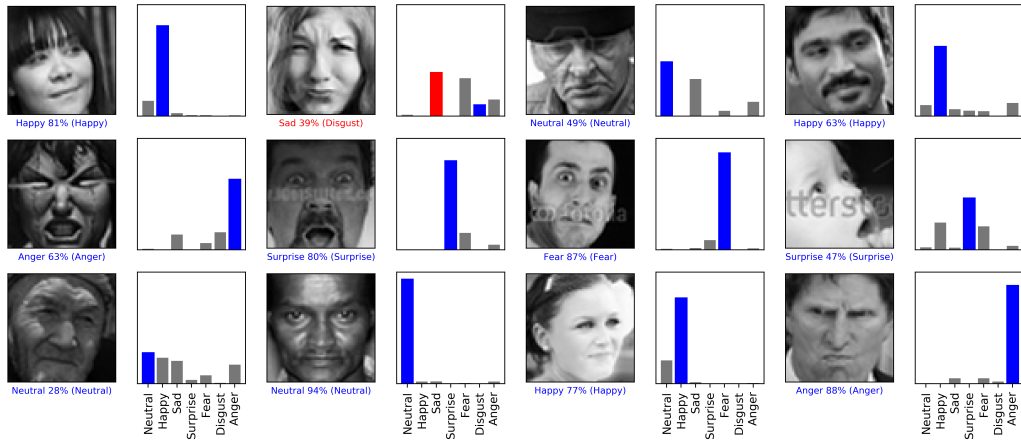 Happy 81% (Happy)
Sad 39% (Disgust)
Neutral 49% (Neutral)
Happy 63% (Happy)
Anger 63% (Anger)
Surprise 80% (Surprise)
Fear 87% (Fear)
Surprise 47% (Surprise)
Neutral 28% (Neutral)
Neutral 94% (Neutral)
Happy 77% (Happy)
Anger 88% (Anger)
Neutral
Happy
Sad
Surprise
Fear
Disgust
Anger
Neutral
Happy
Sad
Surprise
Fear
Disgust
Anger
Neutral
Happy
Sad
Surprise
Fear
Disgust
Anger
Neutral
Happy
Sad
Surprise
Fear
Disgust
Anger